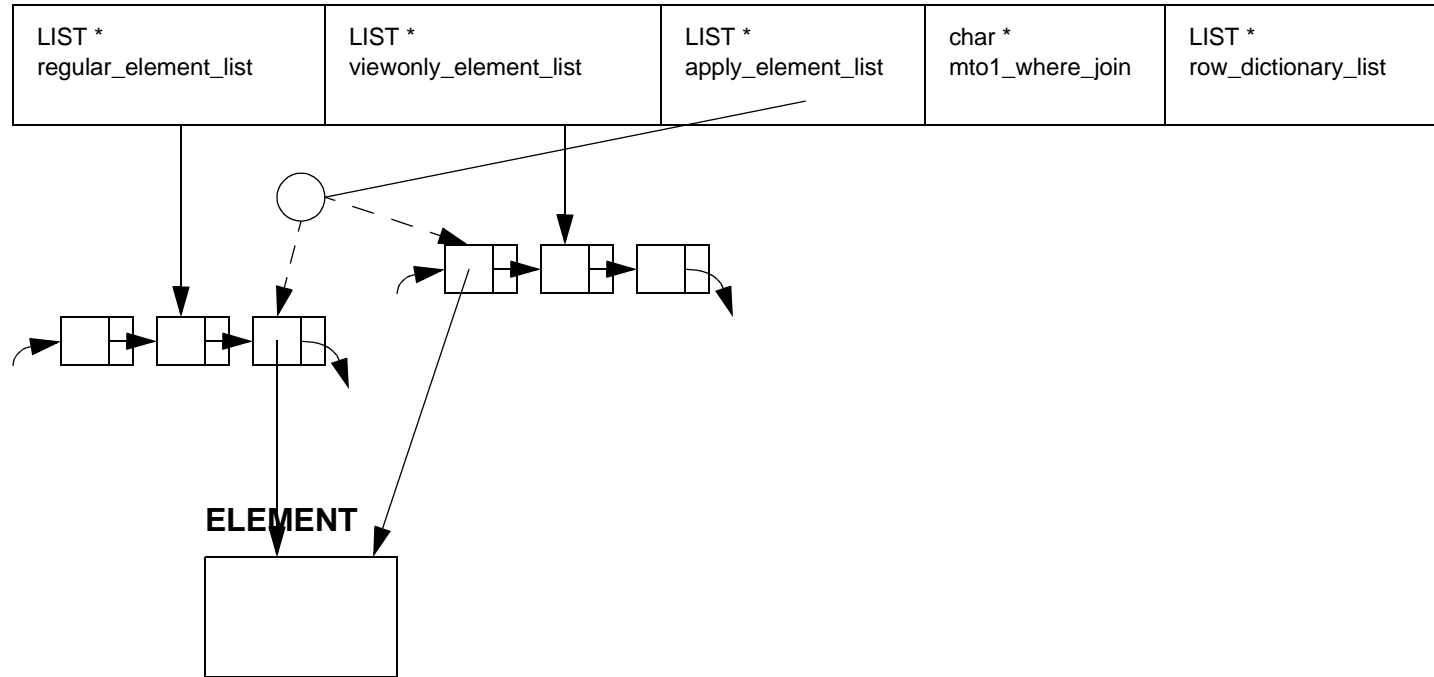 LIST *
regular_element_list
LIST *
viewonly_element_list
LIST *
apply_element_list
char *
mto1_where_join
LIST *
row_dictionary_list
ELEMENT